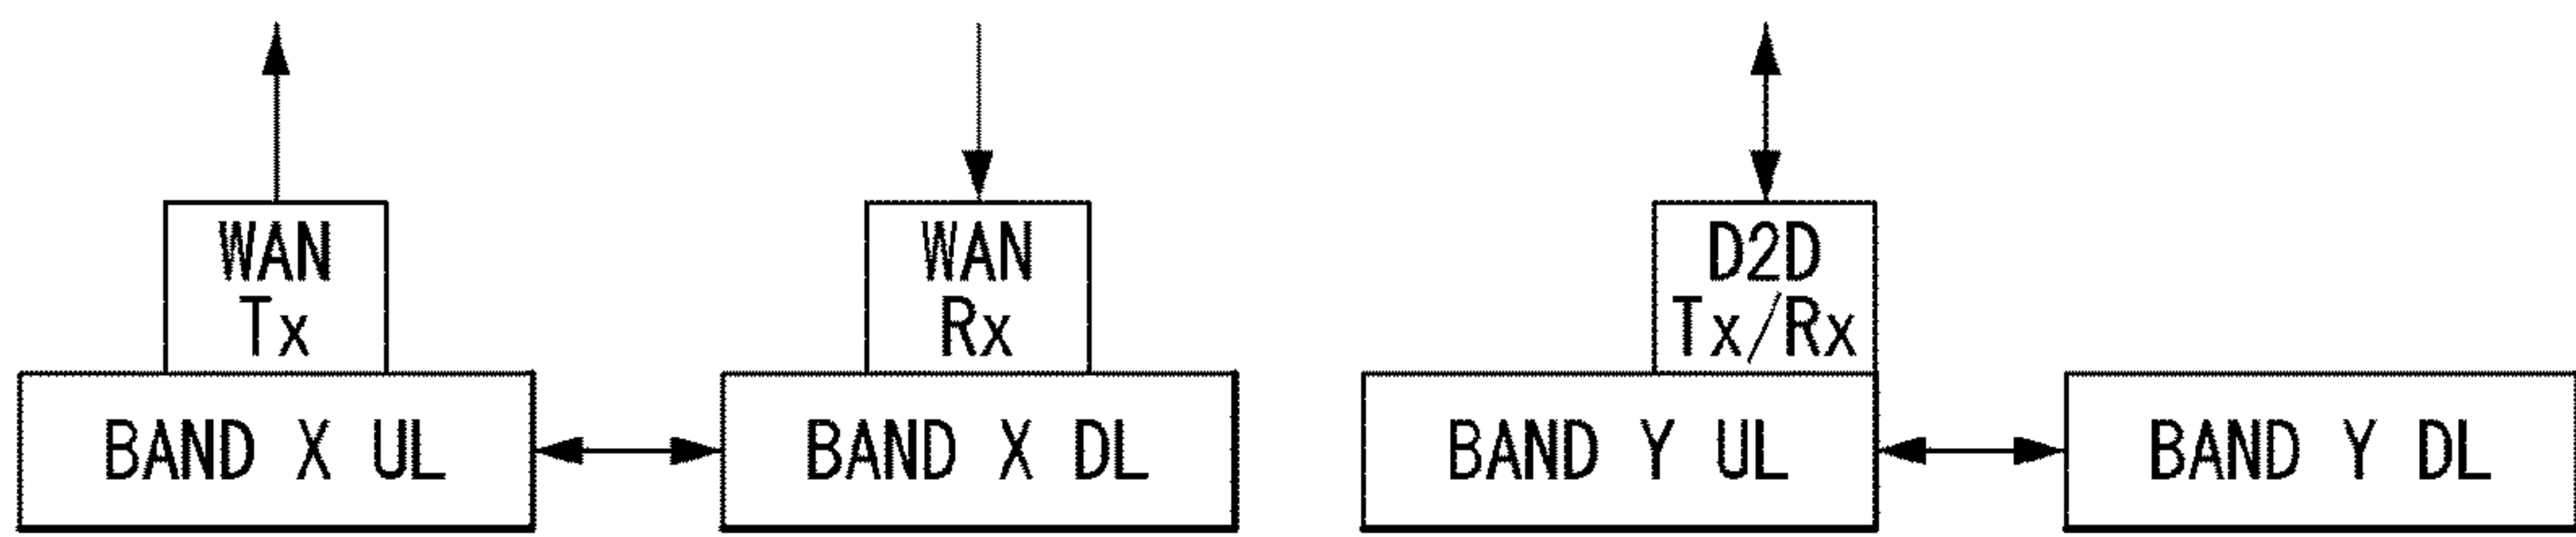 WAN
Tx
WAN
Rx
D2D
Tx/Rx
BAND X UL
BAND X DL
BAND Y UL
BAND Y DL